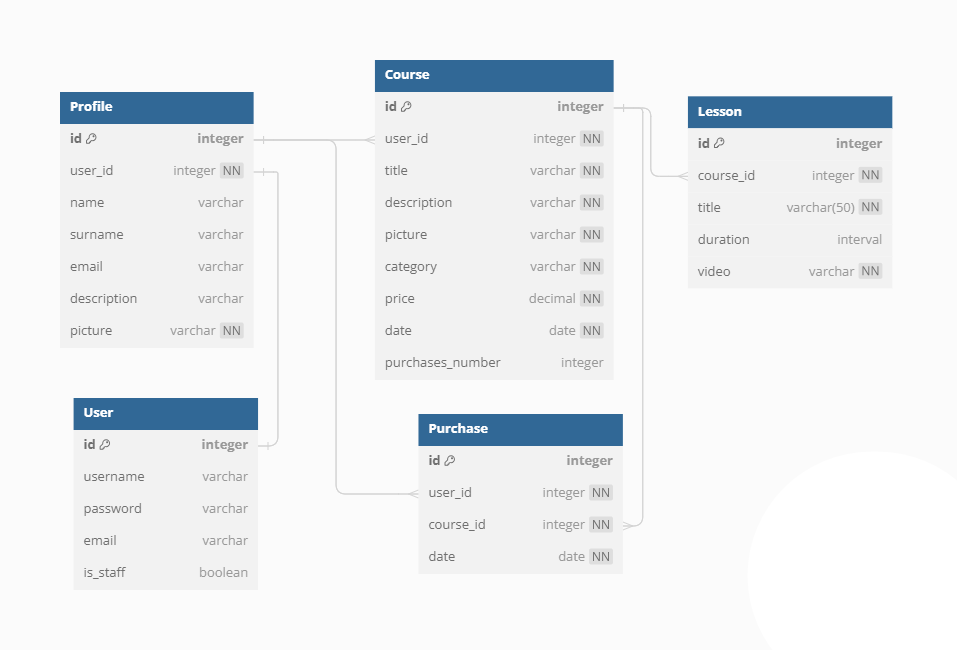 Profile
id integer
user_id integer NN
name varchar
surname varchar
email varchar
description varchar
picture varchar NN
Course
id integer
user_id integer NN
title varchar NN
description varchar NN
picture varchar NN
category varchar NN
price decimal NN
date date NN
purchases_number integer
Lesson
id integer
course_id integer NN
title varchar(50) NN
duration interval
video varchar NN
User
id integer
username varchar
password varchar
email varchar
is_staff boolean
Purchase
id integer
user_id integer NN
course_id integer NN
date date NN